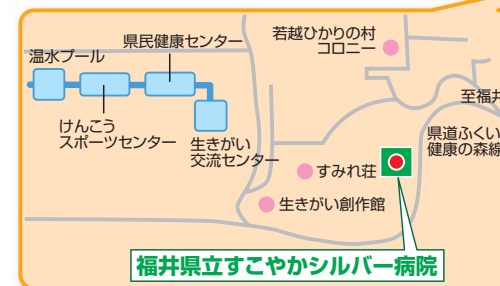 温水プール
県民健康センター
若越ひかりの村
コロニー
至福井
けんこう
スポーツセンター
生きがい
交流センター
県道ふくい
健康の森線
すみれ荘
生きがい創作館
福井県立すこやかシルバー病院